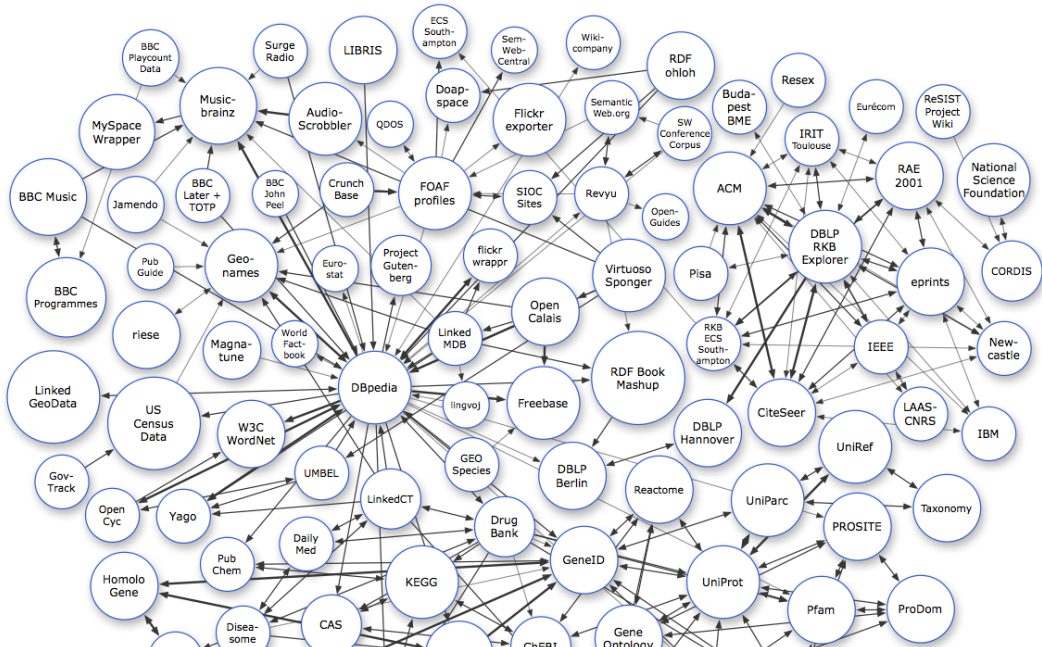 BBC
Playcount
Data
Surge
Radio
LIBRIS
ECS
South-
ampton
Sem-
Web-
Central
Wiki-
company
RDF
ohloh
Resex
Music-
brainz
MySpace
Wrapper
Audio-
Scrobbler
QDOS
Doap-
space
Flickr
exporter
Semantic
Web.org
SW
Conference
Corpus
Buda-
pest
BME
Eurécom
ReSIST
Project
Wiki
IRIT
Toulouse
BBC Music
Jamendo
BBC
Later +
TOTP
BBC
John
Peel
Crunch
Base
FOAF
profiles
SIOC
Sites
Revyu
Open-
Guides
ACM
RAE
2001
National
Science
Foundation
DBLP
RKB
Explorer
BBC
Programmes
Pub
Guide
Geo-
names
Euro-
stat
Project
Guten-
berg
flickr
wrappr
Virtuoso
Sponger
Pisa
eprints
CORDIS
riese
Magna-
tune
World
Fact-
book
Linked
MDB
Open
Calais
RKB
ECS
South-
ampton
IEEE
New-
castle
Linked
GeoData
US
Census
Data
W3C
WordNet
DBpedia
lingvoj
Freebase
RDF Book
Mashup
DBLP
Hannover
CiteSeer
LAAS-
CNRS
IBM
Gov-
Track
Open
Cyc
Yago
UMBEL
LinkedCT
GEO
Species
DBLP
Berlin
Reactome
UniParc
UniRef
Taxonomy
PROSITE
Homolo
Gene
Pub
Chem
Daily
Med
Drug
Bank
KEGG
GeneID
UniProt
Pfam
ProDom
Disea-
some
CAS
ChEBI
Gene
Ontology